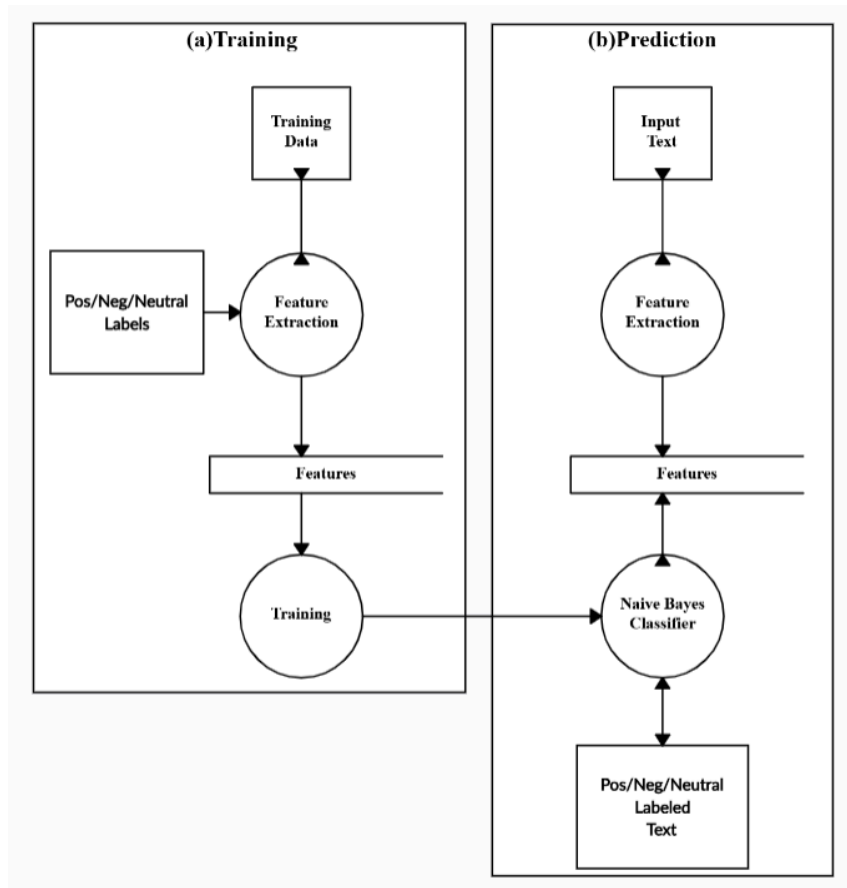 (a)Training
Training
Data
Pos/Neg/Neutral
Labels
Feature
Extraction
Features
Training
(b)Prediction
Input
Text
Feature
Extraction
Features
Naive Bayes
Classifier
Pos/Neg/Neutral
Labeled
Text